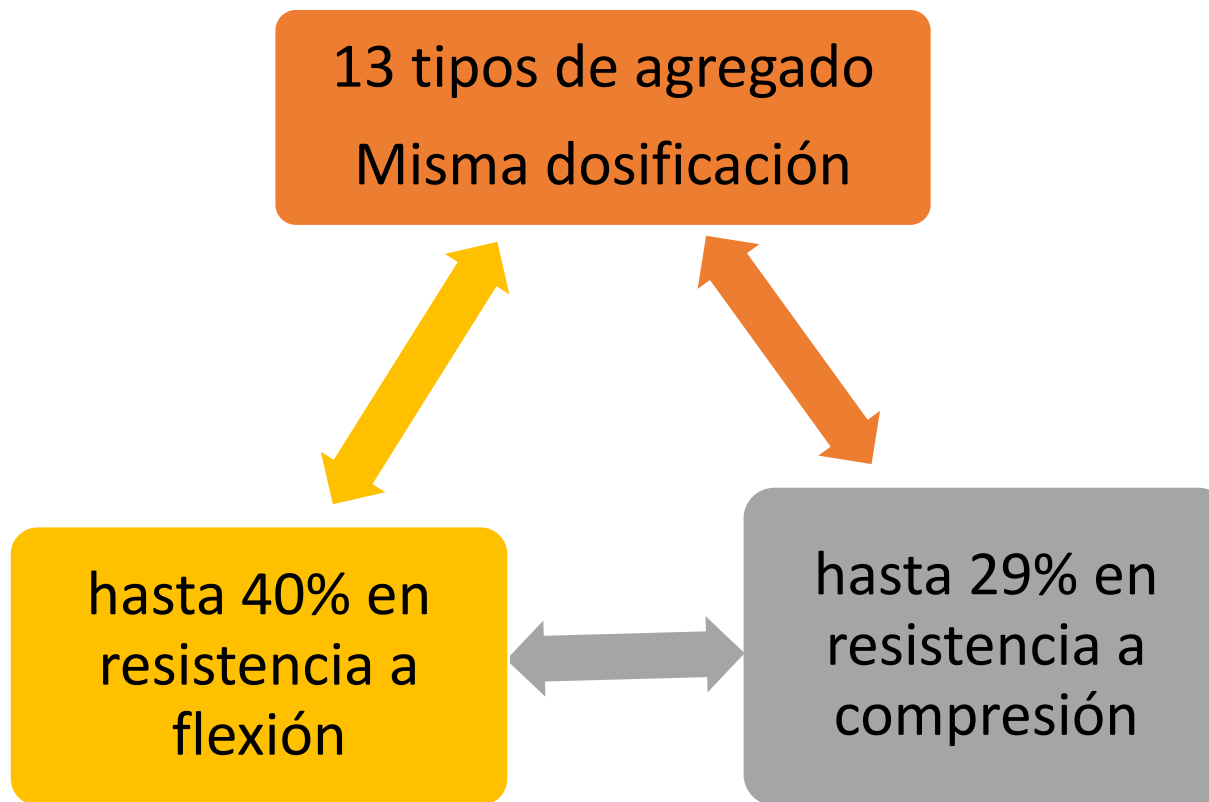 13 tipos de agregado
Misma dosificación
hasta 40% en
resistencia a
flexión
hasta 29% en
resistencia a
compresión